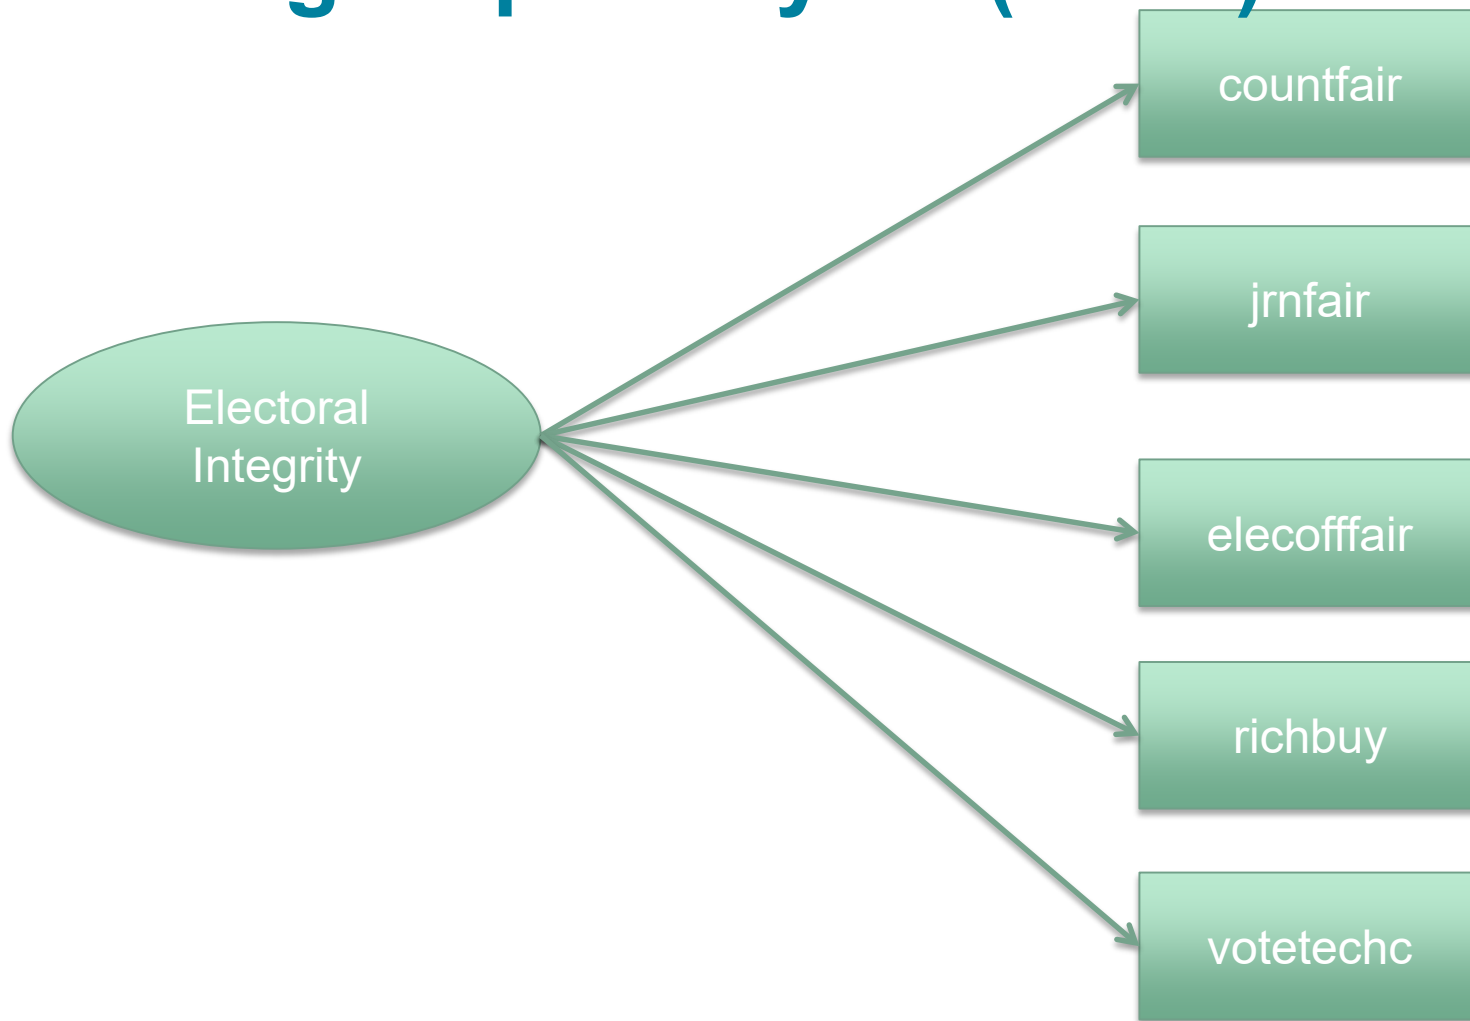 countfair
jrnfair
Electoral
Integrity
elecofffair
richbuy
votetechc